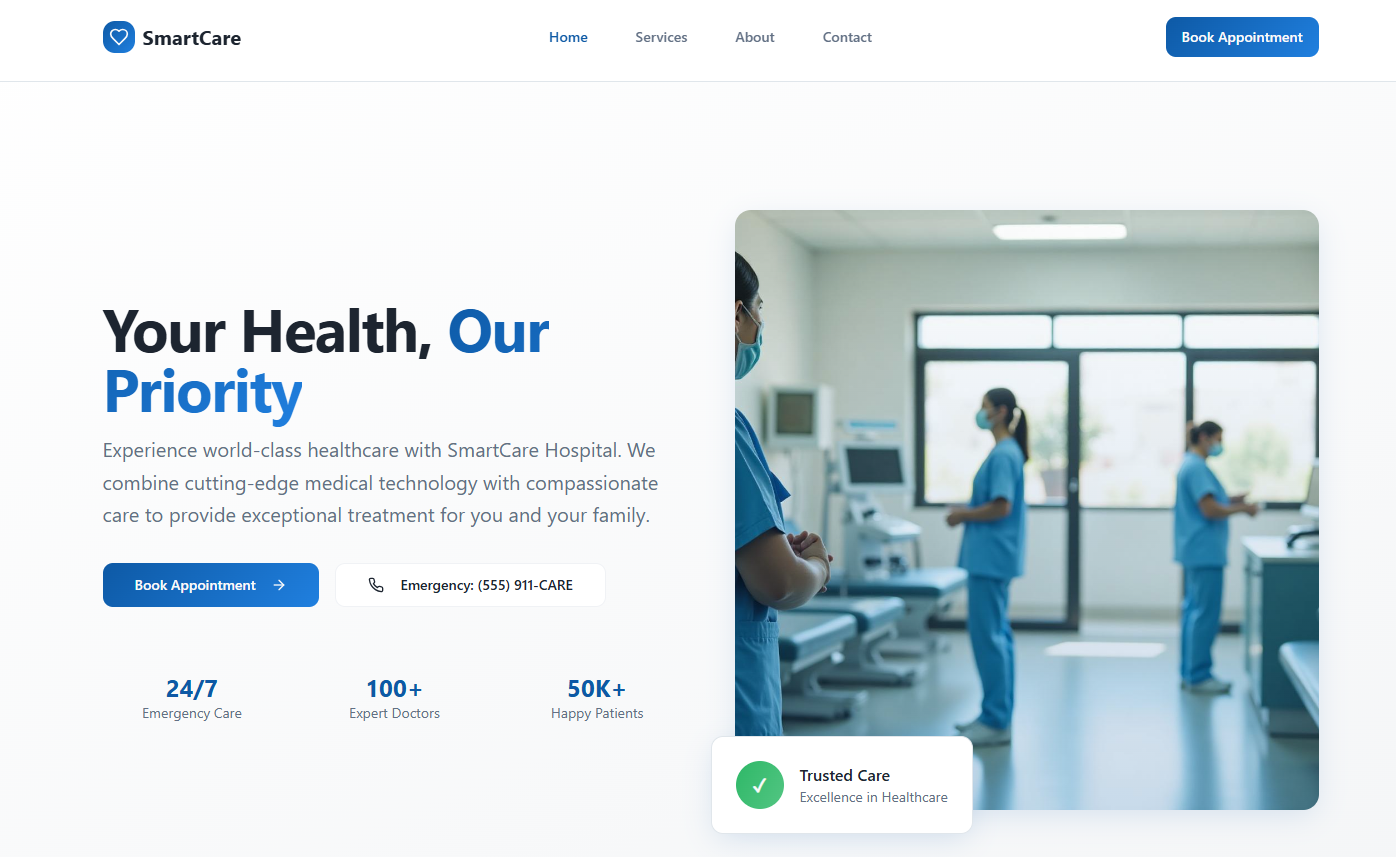 SmartCare
Home
Services
About
Contact
Book Appointment
Your Health, Our
Priority
Experience world-class healthcare with SmartCare Hospital. We
combine cutting-edge medical technology with compassionate
care to provide exceptional treatment for you and your family.
Book Appointment
Emergency: (555) 911-CARE
24/7
Emergency Care
100+
Expert Doctors
50K+
Happy Patients
Trusted Care
Excellence in Healthcare